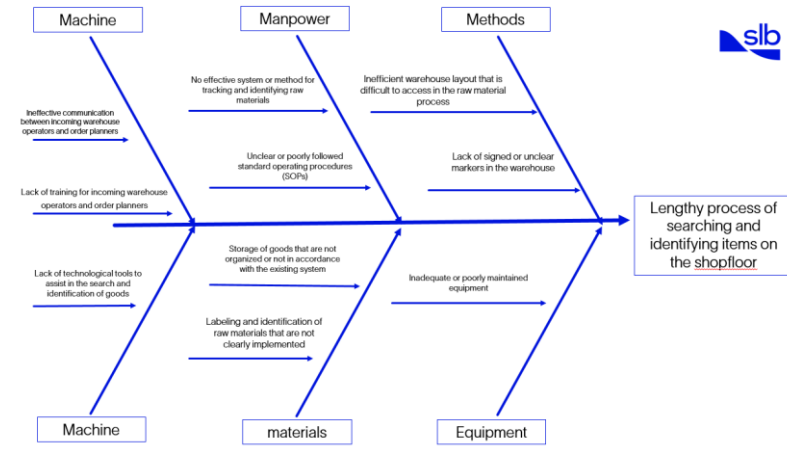 Machine
Manpower
Methods
slb
No effective system or method for
tracking and identifying raw
materials
Inefficient warehouse layout that is
difficult to access in the raw material
process
Ineffective communication
between incoming warehouse
operators and order planners
Unclear or poorly followed
standard operating procedures
(SOPs)
Lack of signed or unclear
markers in the warehouse
Lack of training for incoming warehouse
operators and order planners
Lengthy process of
searching and
identifying items on
the shopfloor
Storage of goods that are not
organized or not in accordance
with the existing system
Lack of technological tools to
assist in the search and
identification of goods
Inadequate or poorly maintained
equipment
Labeling and identification of
raw materials that are not
clearly implemented
Machine
materials
Equipment